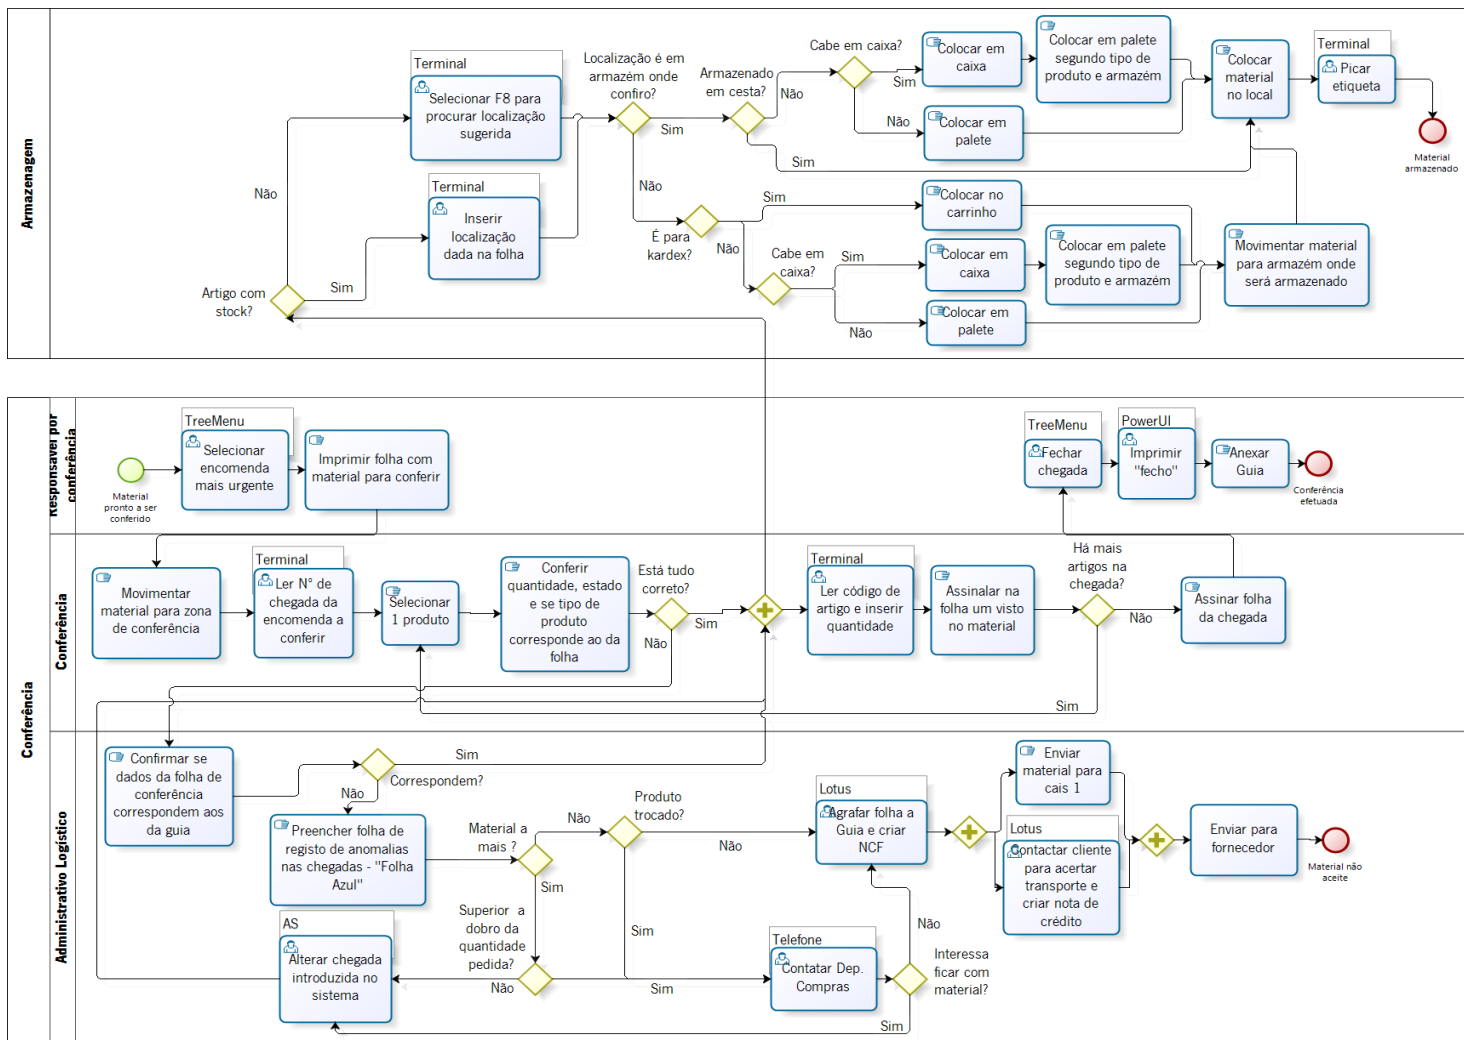 Armazenagem
Terminal
Selecionar F8 para
procurar localização
sugerida
Localização é em
armazém onde
confiro?
Armazenado
em cesta?
Cabe em caixa?
Colocar em
caixa
Colocar em palete
segundo tipo de
produto e armazém
Colocar
material
no local
Terminal
Picar
etiqueta
Material
armazenado
Sim
Não
Sim
Não
Colocar em
palete
Sim
Não
Terminal
Inserir
localização
dada na folha
Não
É para
kardex?
Sim
Colocar no
carrinho
Não
Cabe em
caixa?
Sim
Colocar em
caixa
Colocar em palete
segundo tipo de
produto e armazém
Movimentar material
para armazém onde
será armazenado
Artigo com
stock?
Sim
Não
Colocar em
palete
Conferência
Responsável por
conferência
Material
pronto a ser
conferido
TreeMenu
Selecionar
encomenda
mais urgente
Imprimir folha com
material para conferir
TreeMenu
Fechar
chegada
PowerUI
Imprimir
"fecho"
Anexar
Guia
Conferência
efetuada
Conferência
Movimentar
material para zona
de conferência
Terminal
Ler Nº de
chegada da
encomenda a
conferir
Selecionar
1 produto
Conferir
quantidade, estado
e se tipo de
produto
corresponde ao da
folha
Está tudo
correto?
Sim
Não
Terminal
Ler código de
artigo e inserir
quantidade
Assinalar na
folha um visto
no material
Há mais
artigos na
chegada?
Não
Sim
Assinar folha
da chegada
Administrativo Logístico
Confirmar se
dados da folha de
conferência
correspondem aos
da guia
Sim
Correspondem?
Não
Preencher folha de
registo de anomalias
nas chegadas - "Folha
Azul"
Material a
mais ?
Não
Sim
Produto
trocado?
Não
Sim
Lotus
Agrafar folha a
Guia e criar
NCF
Enviar
material para
cais 1
Lotus
Contactar cliente
para acertar
transporte e
criar nota de
crédito
Enviar para
fornecedor
Material não
aceite
Superior a
dobro da
quantidade
pedida?
Não
Sim
AS
Alterar chegada
introduzida no
sistema
Telefone
Contatar Dep.
Compras
Não
Interessa
ficar com
material?
Sim